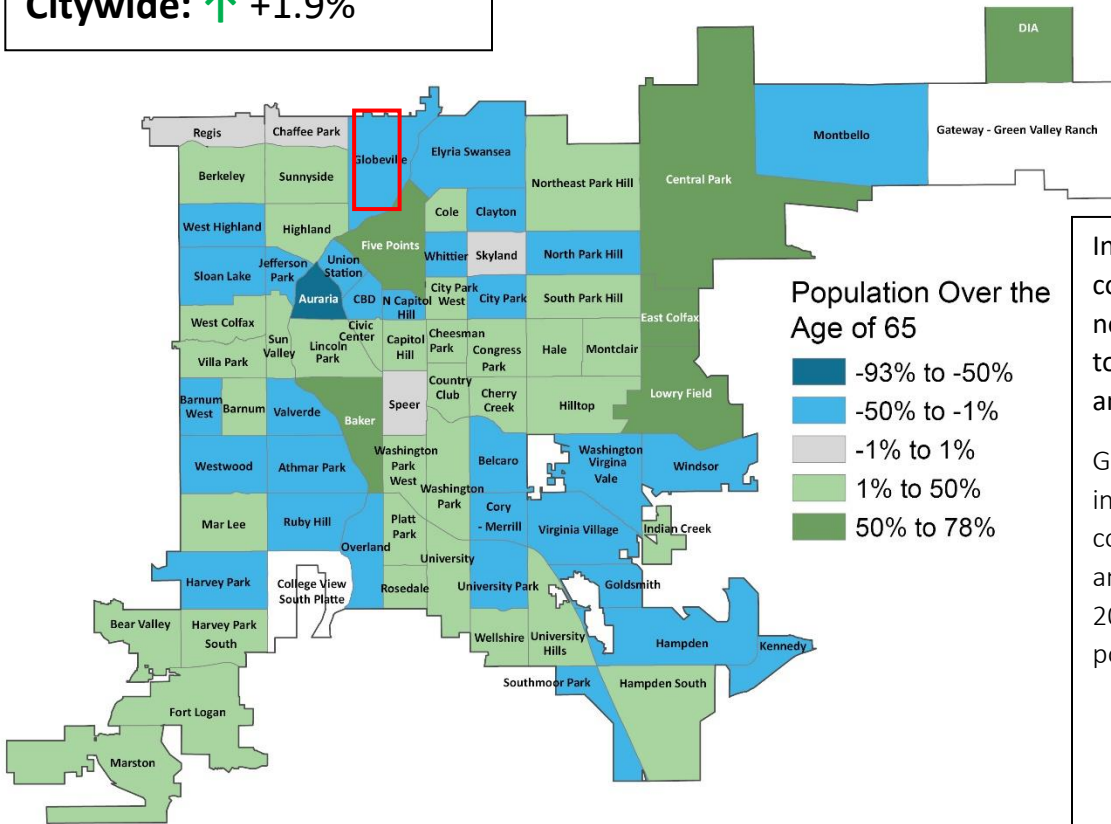 Citywide: ↑ +1.9%
DIA
Regis
Chaffee Park
Globeville
Elyria Swansea
Montbello
Gateway - Green Valley Ranch
Berkeley
Sunnyside
Northeast Park Hill
Central Park
West Highland
Highland
Cole
Clayton
Five Points
Whittier
Skyland
North Park Hill
Sloan Lake
Jefferson
Park
Union
Station
Auraria
CBD
N Capitol
Hill
City Park
West
City Park
South Park Hill
East Colfax
West Colfax
Sun
Valley
Civic
Center
Lincoln
Park
Capitol
Hill
Cheesman
Park
Congress
Park
Hale
Montclair
Villa Park
Country
Club
Cherry
Creek
Hilltop
Lowry Field
Barnum
West
Barnum
Valverde
Baker
Speer
Westwood
Athmar Park
Washington
Park
West
Washington
Park
Belcaro
Washington
Virgina
Vale
Windsor
Mar Lee
Ruby Hill
Overland
Platt
Park
Cory
- Merrill
Virginia Village
Indian Creek
University
Harvey Park
College View
South Platte
Rosedale
University Park
Goldsmith
Bear Valley
Harvey Park
South
Wellshire
University
Hills
Hampden
Kennedy
Southmoor Park
Hampden South
Fort Logan
Marston
Population Over the
Age of 65
-93% to -50%
-50% to -1%
-1% to 1%
1% to 50%
50% to 78%